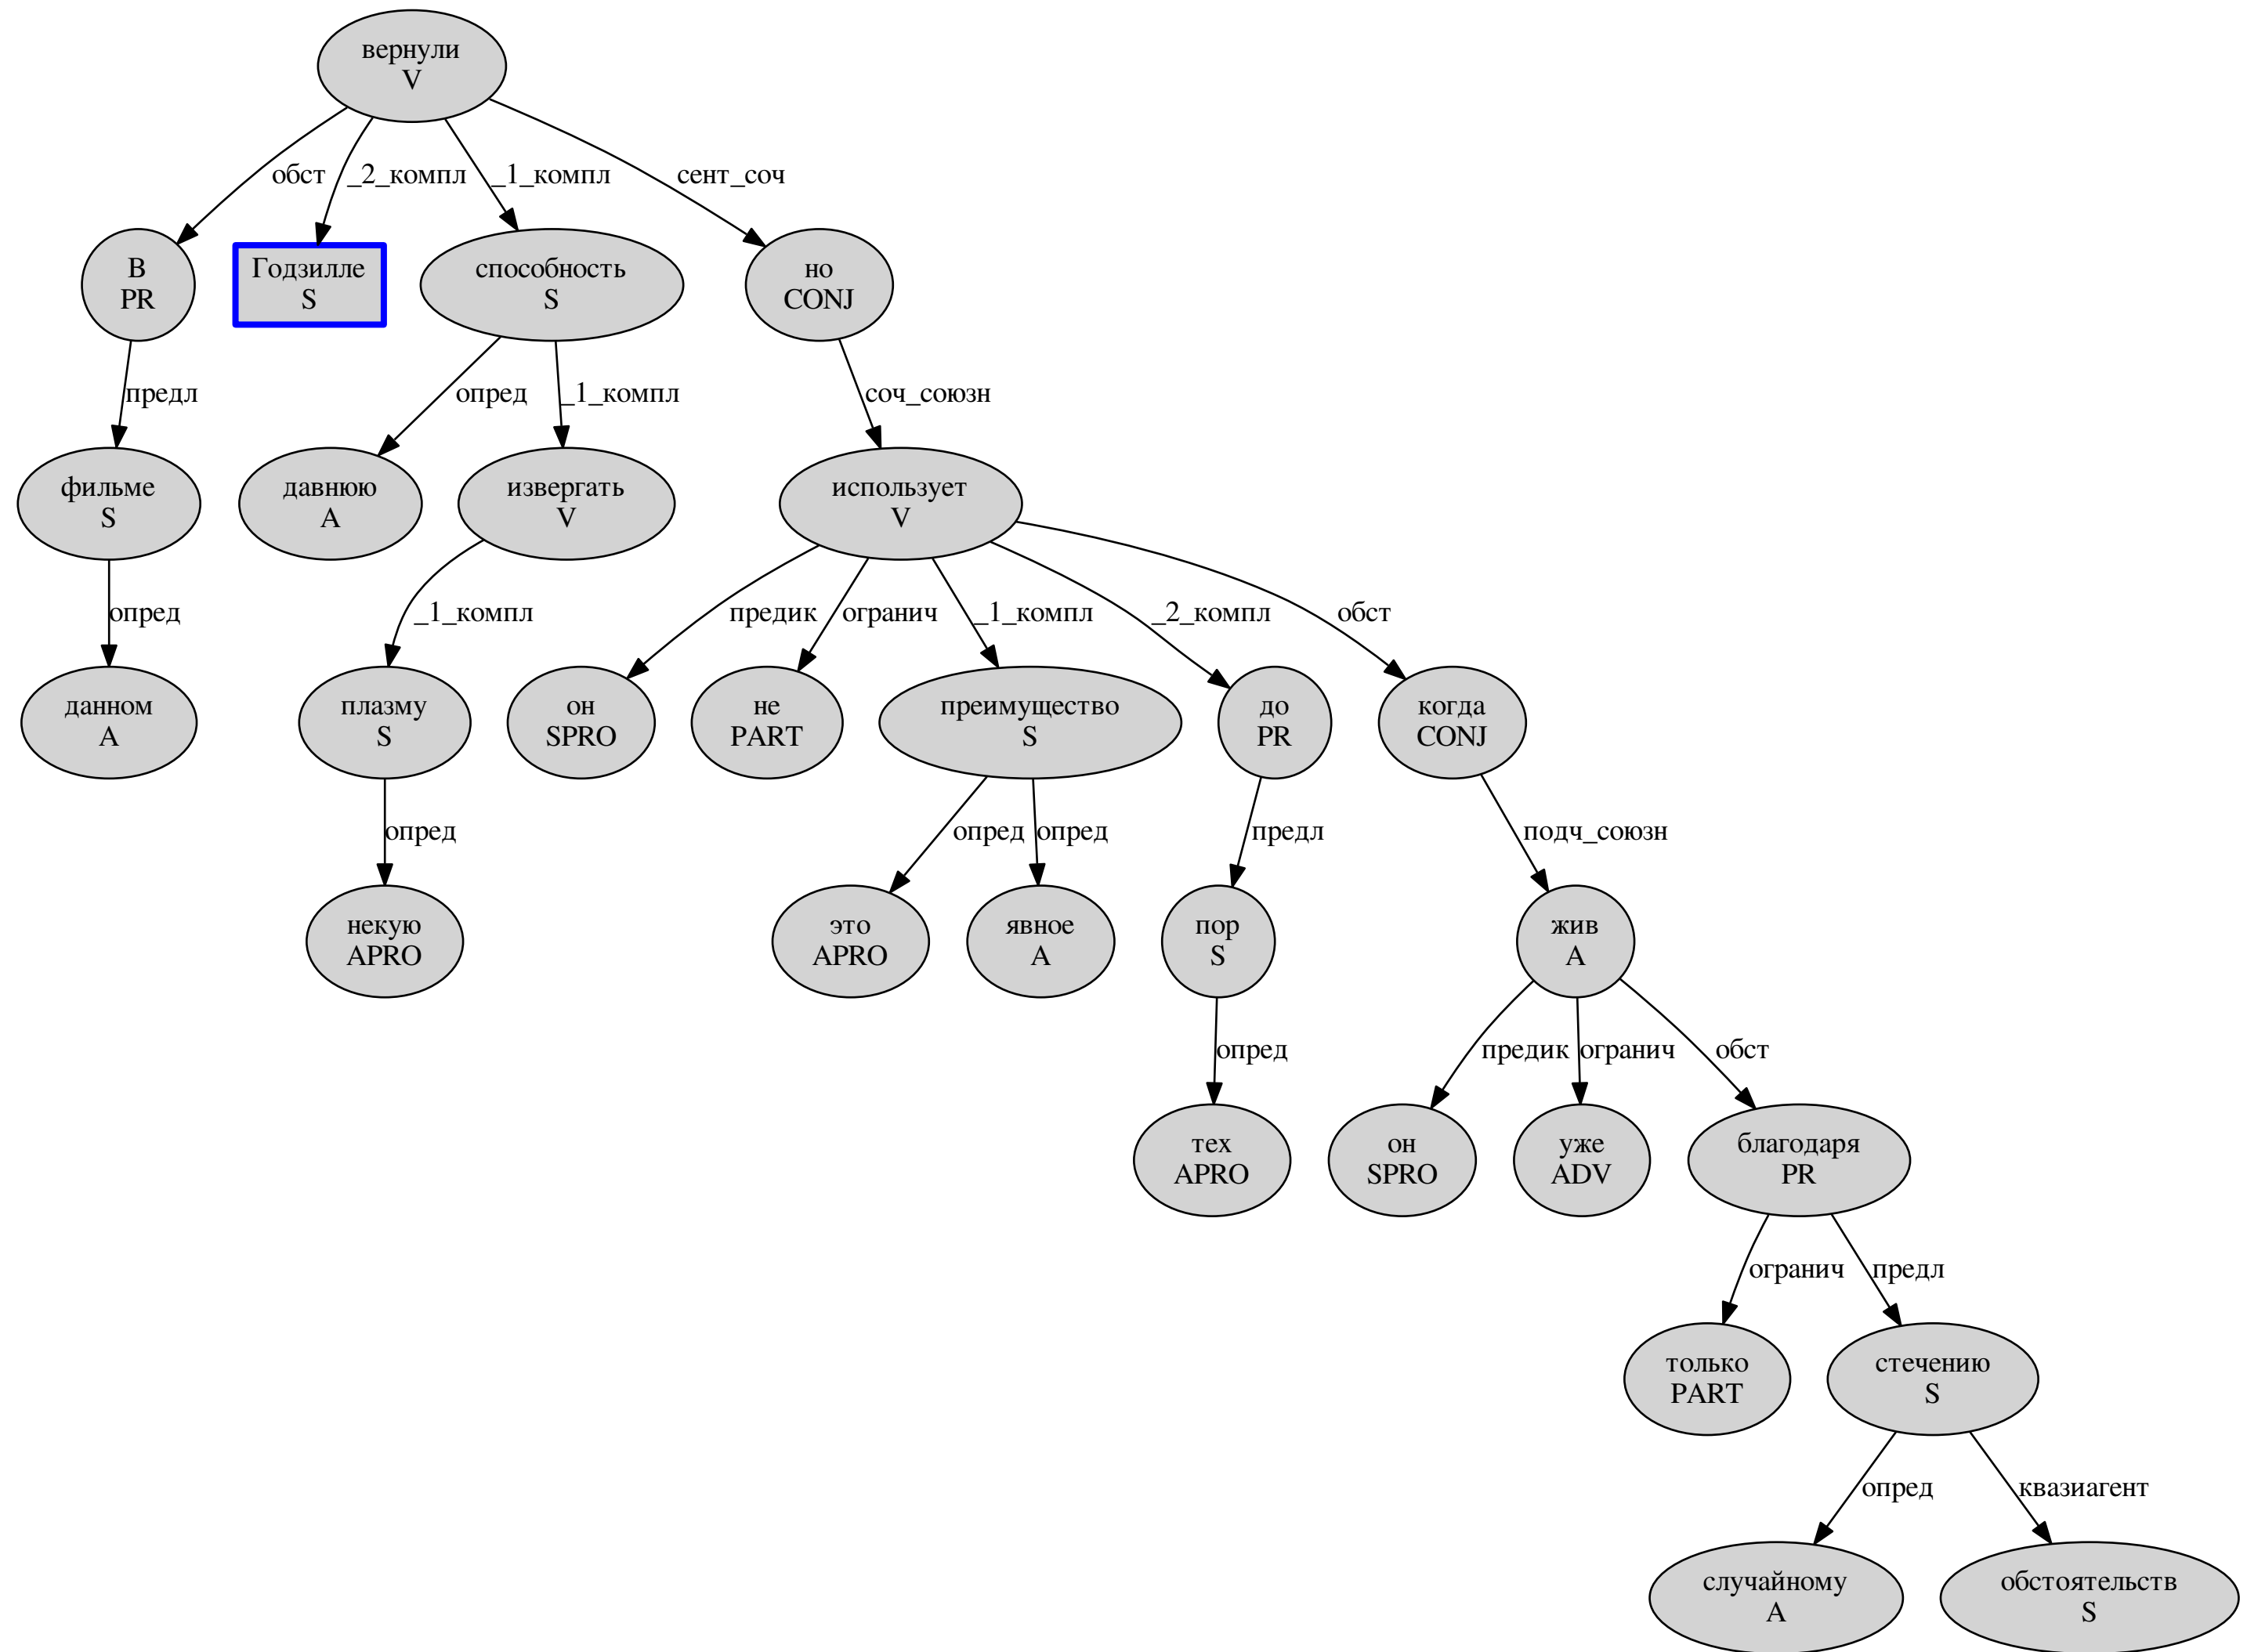 вернули
V
обст
_2_компл
_1_компл
сент_соч
В
PR
Годзилле
S
способность
S
но
CONJ
предл
опред
_1_компл
соч_союзн
фильме
S
давнюю
A
извергать
V
использует
V
опред
_1_компл
предик
огранич
_1_компл
_2_компл
обст
данном
A
плазму
S
он
SPRO
не
PART
преимущество
S
до
PR
когда
CONJ
опред
опред
опред
предл
подч_союзн
некую
APRO
это
APRO
явное
A
пор
S
жив
A
опред
предик
огранич
обст
тех
APRO
он
SPRO
уже
ADV
благодаря
PR
огранич
предл
только
PART
стечению
S
опред
квазиагент
случайному
A
обстоятельств
S